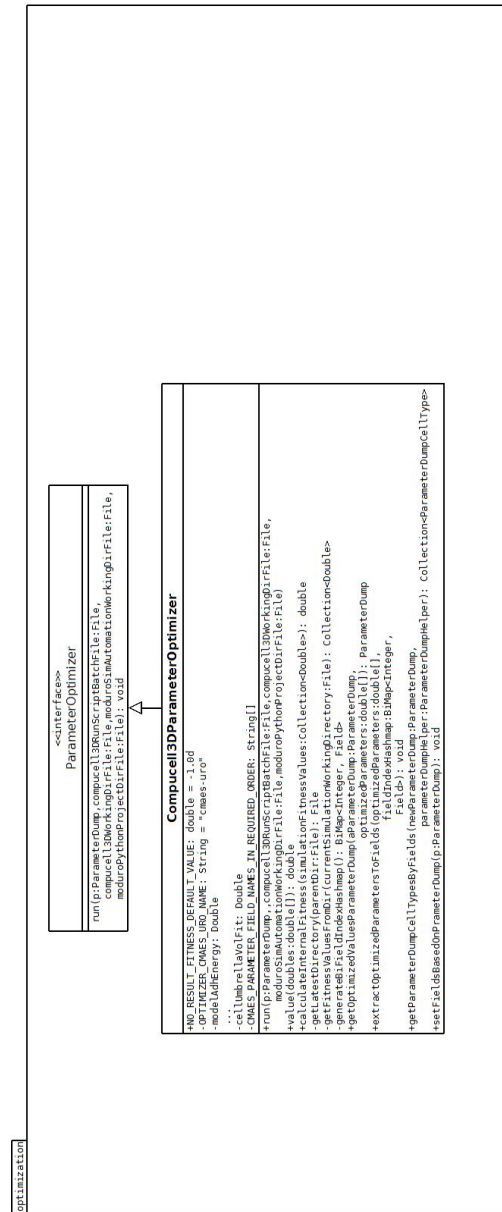 optimization
<<interface>>
ParameterOptimizer
run(p:ParameterDump,compucell3DRunScriptBatchFile:File,
compucell3DWorkingDirFile:File,moduroSimAutomationWorkingDirFile:File,
moduroPythonProjectDirFile:File): void
Compucell3DParameterOptimizer
+NO_RESULT_FITNESS_DEFAULT_VALUE: double = -1.0d
-OPTIMIZER_CMAES_URO_NAME: String = "cmaes-uro"
-modelAdhEnergy: Double
...
-cellUmbrellaVolFit: Double
-CMAES_PARAMETER_FIELD_NAMES_IN_REQUIRED_ORDER: String[]
+run(p:ParameterDump,,compucell3DRunScriptBatchFile:File,compucell3DWorkingDirFile:File,
moduroSimAutomationWorkingDirFile:File,moduroPythonProjectDirFile:File)
+value(doubles:double[]): double
+calculateInternalFitness(simulationFitnessValues:Collection<Double>): double
-getLatestDirectory(parentDir:File): File
-getFitnessValuesFromDir(currentSimulationWorkingDirectory:File): Collection<Double>
-generateBiFieldIndexHashmap(): BiMap<Integer, Field>
+getOptimizedValuesParameterDump(aParameterDump:ParameterDump,
optimizedParameters:double[]): ParameterDump
+extractOptimizedParametersToFields(optimizedParameters:double[],
fieldIndexHashmap:BiMap<Integer,
Field>): void
+getParameterDumpCellTypesByFields(newParameterDump:ParameterDump,
parameterDumpHelper:ParameterDumpHelper): Collection<ParameterDumpCellType>
+setFieldsBasedonPrameterDump(p:ParameterDump): void